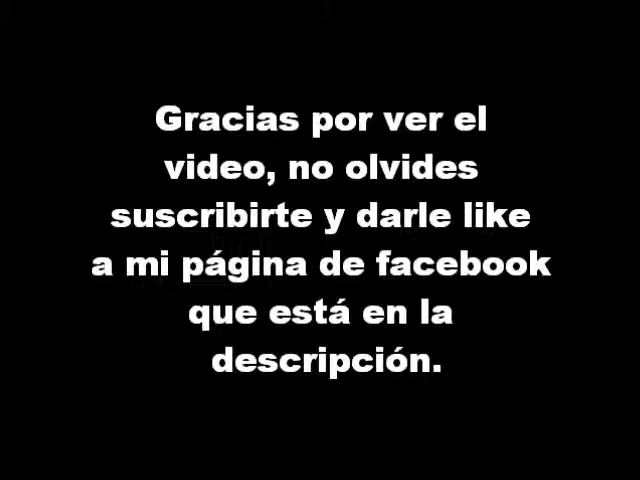 Gracias por ver el
video, no olvides
suscribirte y darle like
a mi página de facebook
que está en la
descripción.